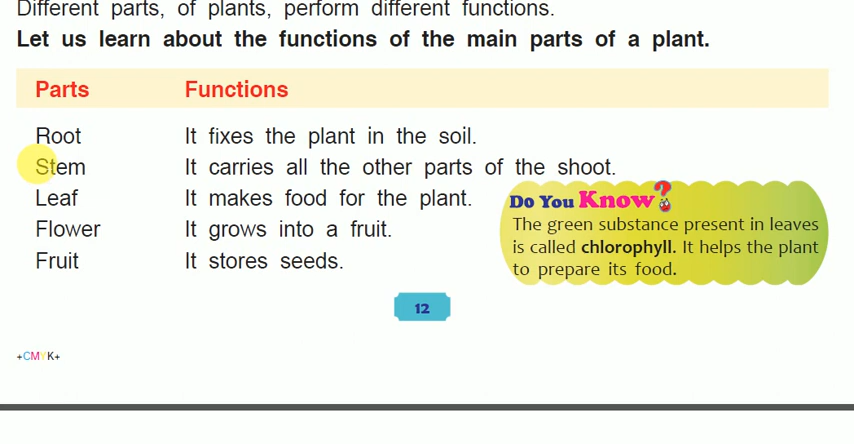 Different parts, of plants, perform different functions.
Let us learn about the functions of the main parts of a plant.
Parts Functions
Root It fixes the plant in the soil.
Stem It carries all the other parts of the shoot.
Leaf It makes food for the plant.
Flower It grows into a fruit.
Fruit It stores seeds.
Do You Know?
The green substance present in leaves
is called chlorophyll. It helps the plant
to prepare its food.
12
+CMYK+